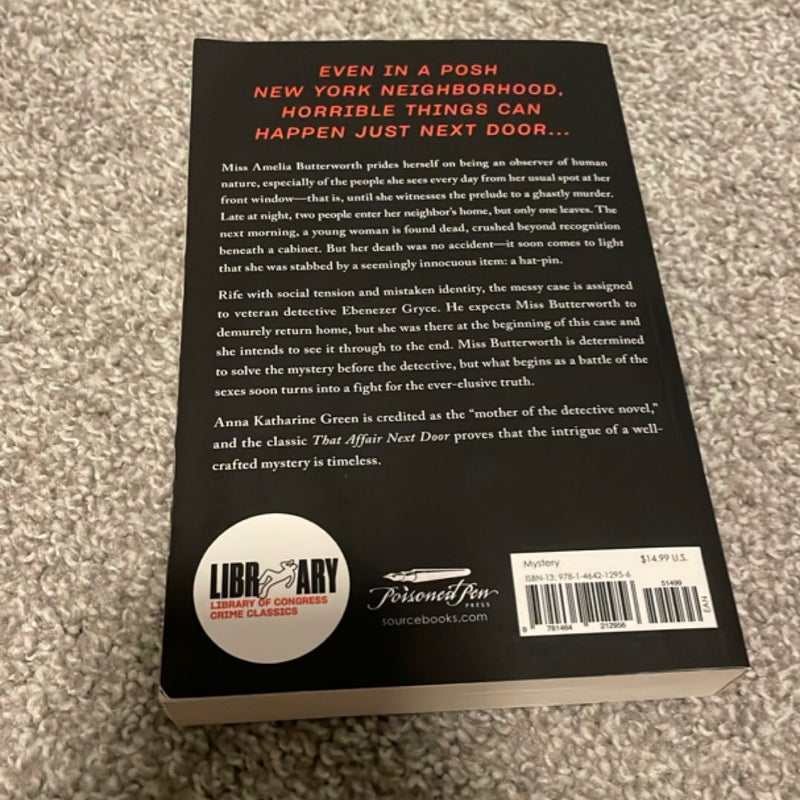 EVEN IN A POSH
NEW YORK NEIGHBORHOOD,
HORRIBLE THINGS CAN
HAPPEN JUST NEXT DOOR...
Miss Amelia Butterworth prides herself on being an observer of human
nature, especially of the people she sees every day from her usual spot at her
front window—that is, until she witnesses the prelude to a ghastly murder.
Late at night, two people enter her neighbor's home, but only one leaves. The
next morning, a young woman is found dead, crushed beyond recognition
beneath a cabinet. But her death was no accident—it soon comes to light
that she was stabbed by a seemingly innocuous item: a hat-pin.
Rife with social tension and mistaken identity, the messy case is assigned
to veteran detective Ebenezer Gryce. He expects Miss Butterworth to
demurely return home, but she was there at the beginning of this case and
she intends to see it through to the end. Miss Butterworth is determined
to solve the mystery before the detective, but what begins as a battle of the
sexes soon turns into a fight for the ever-elusive truth.
Anna Katharine Green is credited as the "mother of the detective novel,"
and the classic That Affair Next Door proves that the intrigue of a well-
crafted mystery is timeless.
LIBRARY
LIBRARY OF CONGRESS
CRIME CLASSICS
Poisoned Pen
PRESS
sourcebooks.com
Mystery $14.99 U.S.
ISBN-13: 978-1-4642-1295-6
51499
EAN
9 781464 212956